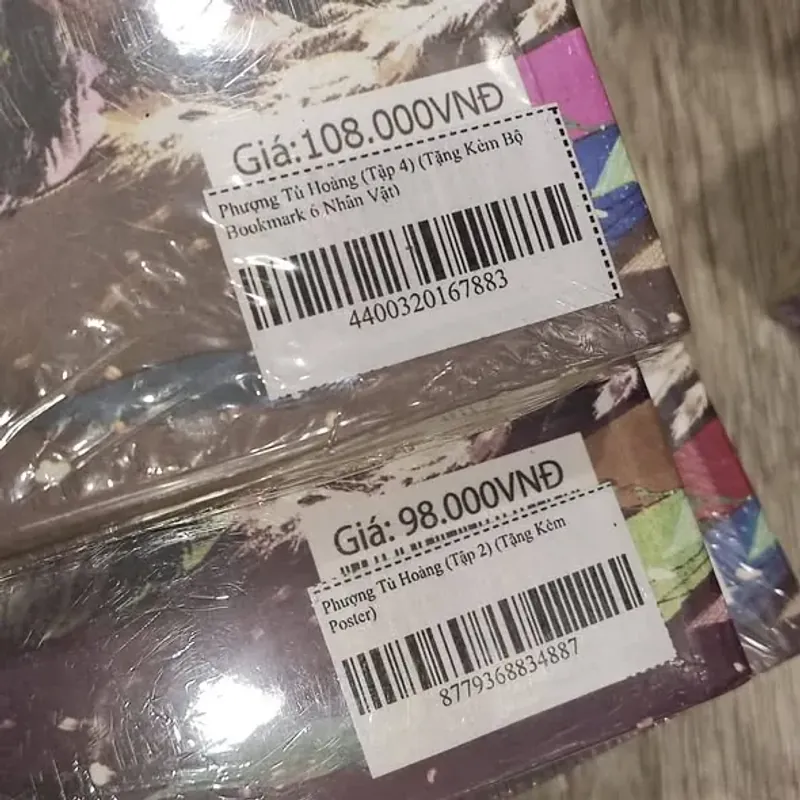 Giá:108.000VNĐ
Phượng Tù Hoàng (Tập 4) (Tặng Kèm Bộ
Bookmark 6 Nhân Vật)
4400320167883
Giá: 98.000VNĐ
Phượng Tù Hoàng (Tập 2) (Tặng Kèm
Poster)
8779368834887